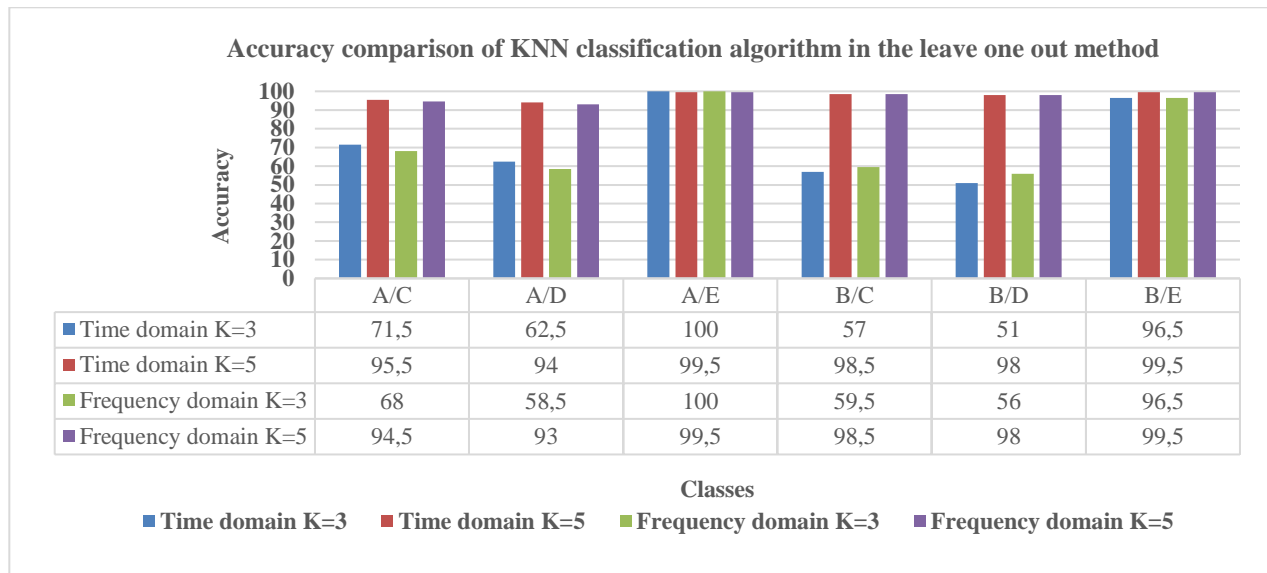 Accuracy comparison of KNN classification algorithm in the leave one out method
Accuracy
100
90
80
70
60
50
40
30
20
10
0
A/C A/D A/E B/C B/D B/E
Time domain K=3 71,5 62,5 100 57 51 96,5
Time domain K=5 95,5 94 99,5 98,5 98 99,5
Frequency domain K=3 68 58,5 100 59,5 56 96,5
Frequency domain K=5 94,5 93 99,5 98,5 98 99,5
Classes
Time domain K=3 Time domain K=5 Frequency domain K=3 Frequency domain K=5